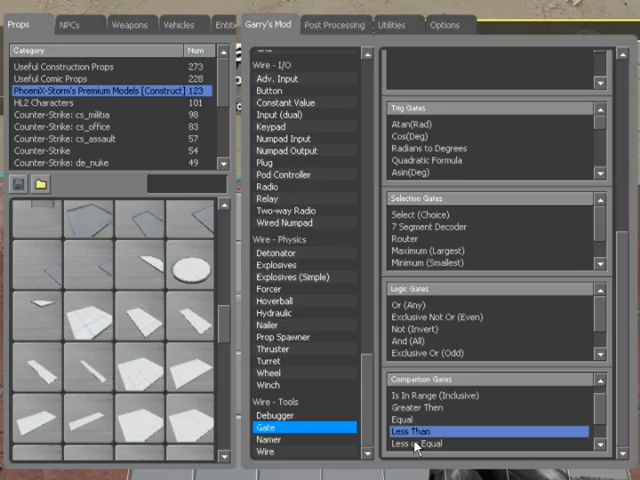 Props
NPCs
Weapons
Vehicles
Entiti
Garry's Mod
Post Processing
Utilities
Options
Category
Num
Useful Construction Props 273
Useful Comic Props 228
PhoeniX-Storm's Premium Models [Construct] 123
HL2 Characters 101
Counter-Strike: cs_militia 98
Counter-Strike: cs_office 83
Counter-Strike: cs_assault 57
Counter-Strike 54
Counter-Strike: de_nuke 49
Wire - I/O
Adv. Input
Button
Constant Value
Input (dual)
Keypad
Numpad Input
Numpad Output
Plug
Pod Controller
Radio
Relay
Two-way Radio
Wired Numpad
Wire - Physics
Detonator
Explosives
Explosives (Simple)
Forcer
Hoverball
Hydraulic
Nailer
Prop Spawner
Thruster
Turret
Wheel
Winch
Wire - Tools
Debugger
Gate
Namer
Wire
Trig Gates
Atan(Rad)
Cos(Deg)
Radians to Degrees
Quadratic Formula
Asin(Deg)
Selection Gates
Select (Choice)
7 Segment Decoder
Router
Maximum (Largest)
Minimum (Smallest)
Logic Gates
Or (Any)
Exclusive Not Or (Even)
Not (Invert)
And (All)
Exclusive Or (Odd)
Comparison Gates
Is In Range (Inclusive)
Greater Then
Equal
Less Than
Less or Equal